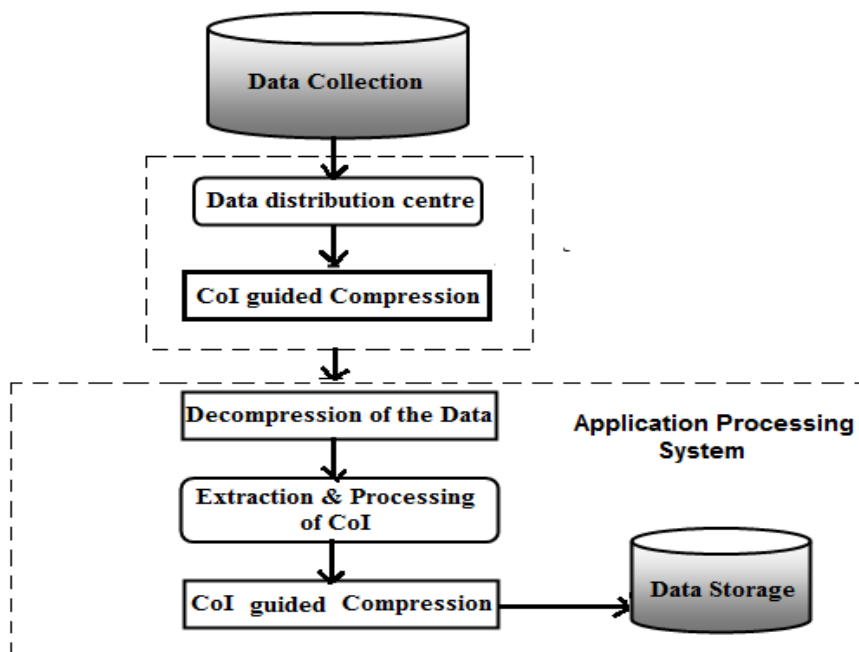 Data Collection
Data distribution centre
CoI guided Compression
Decompression of the Data
Application Processing
System
Extraction & Processing
of CoI
CoI guided Compression
Data Storage